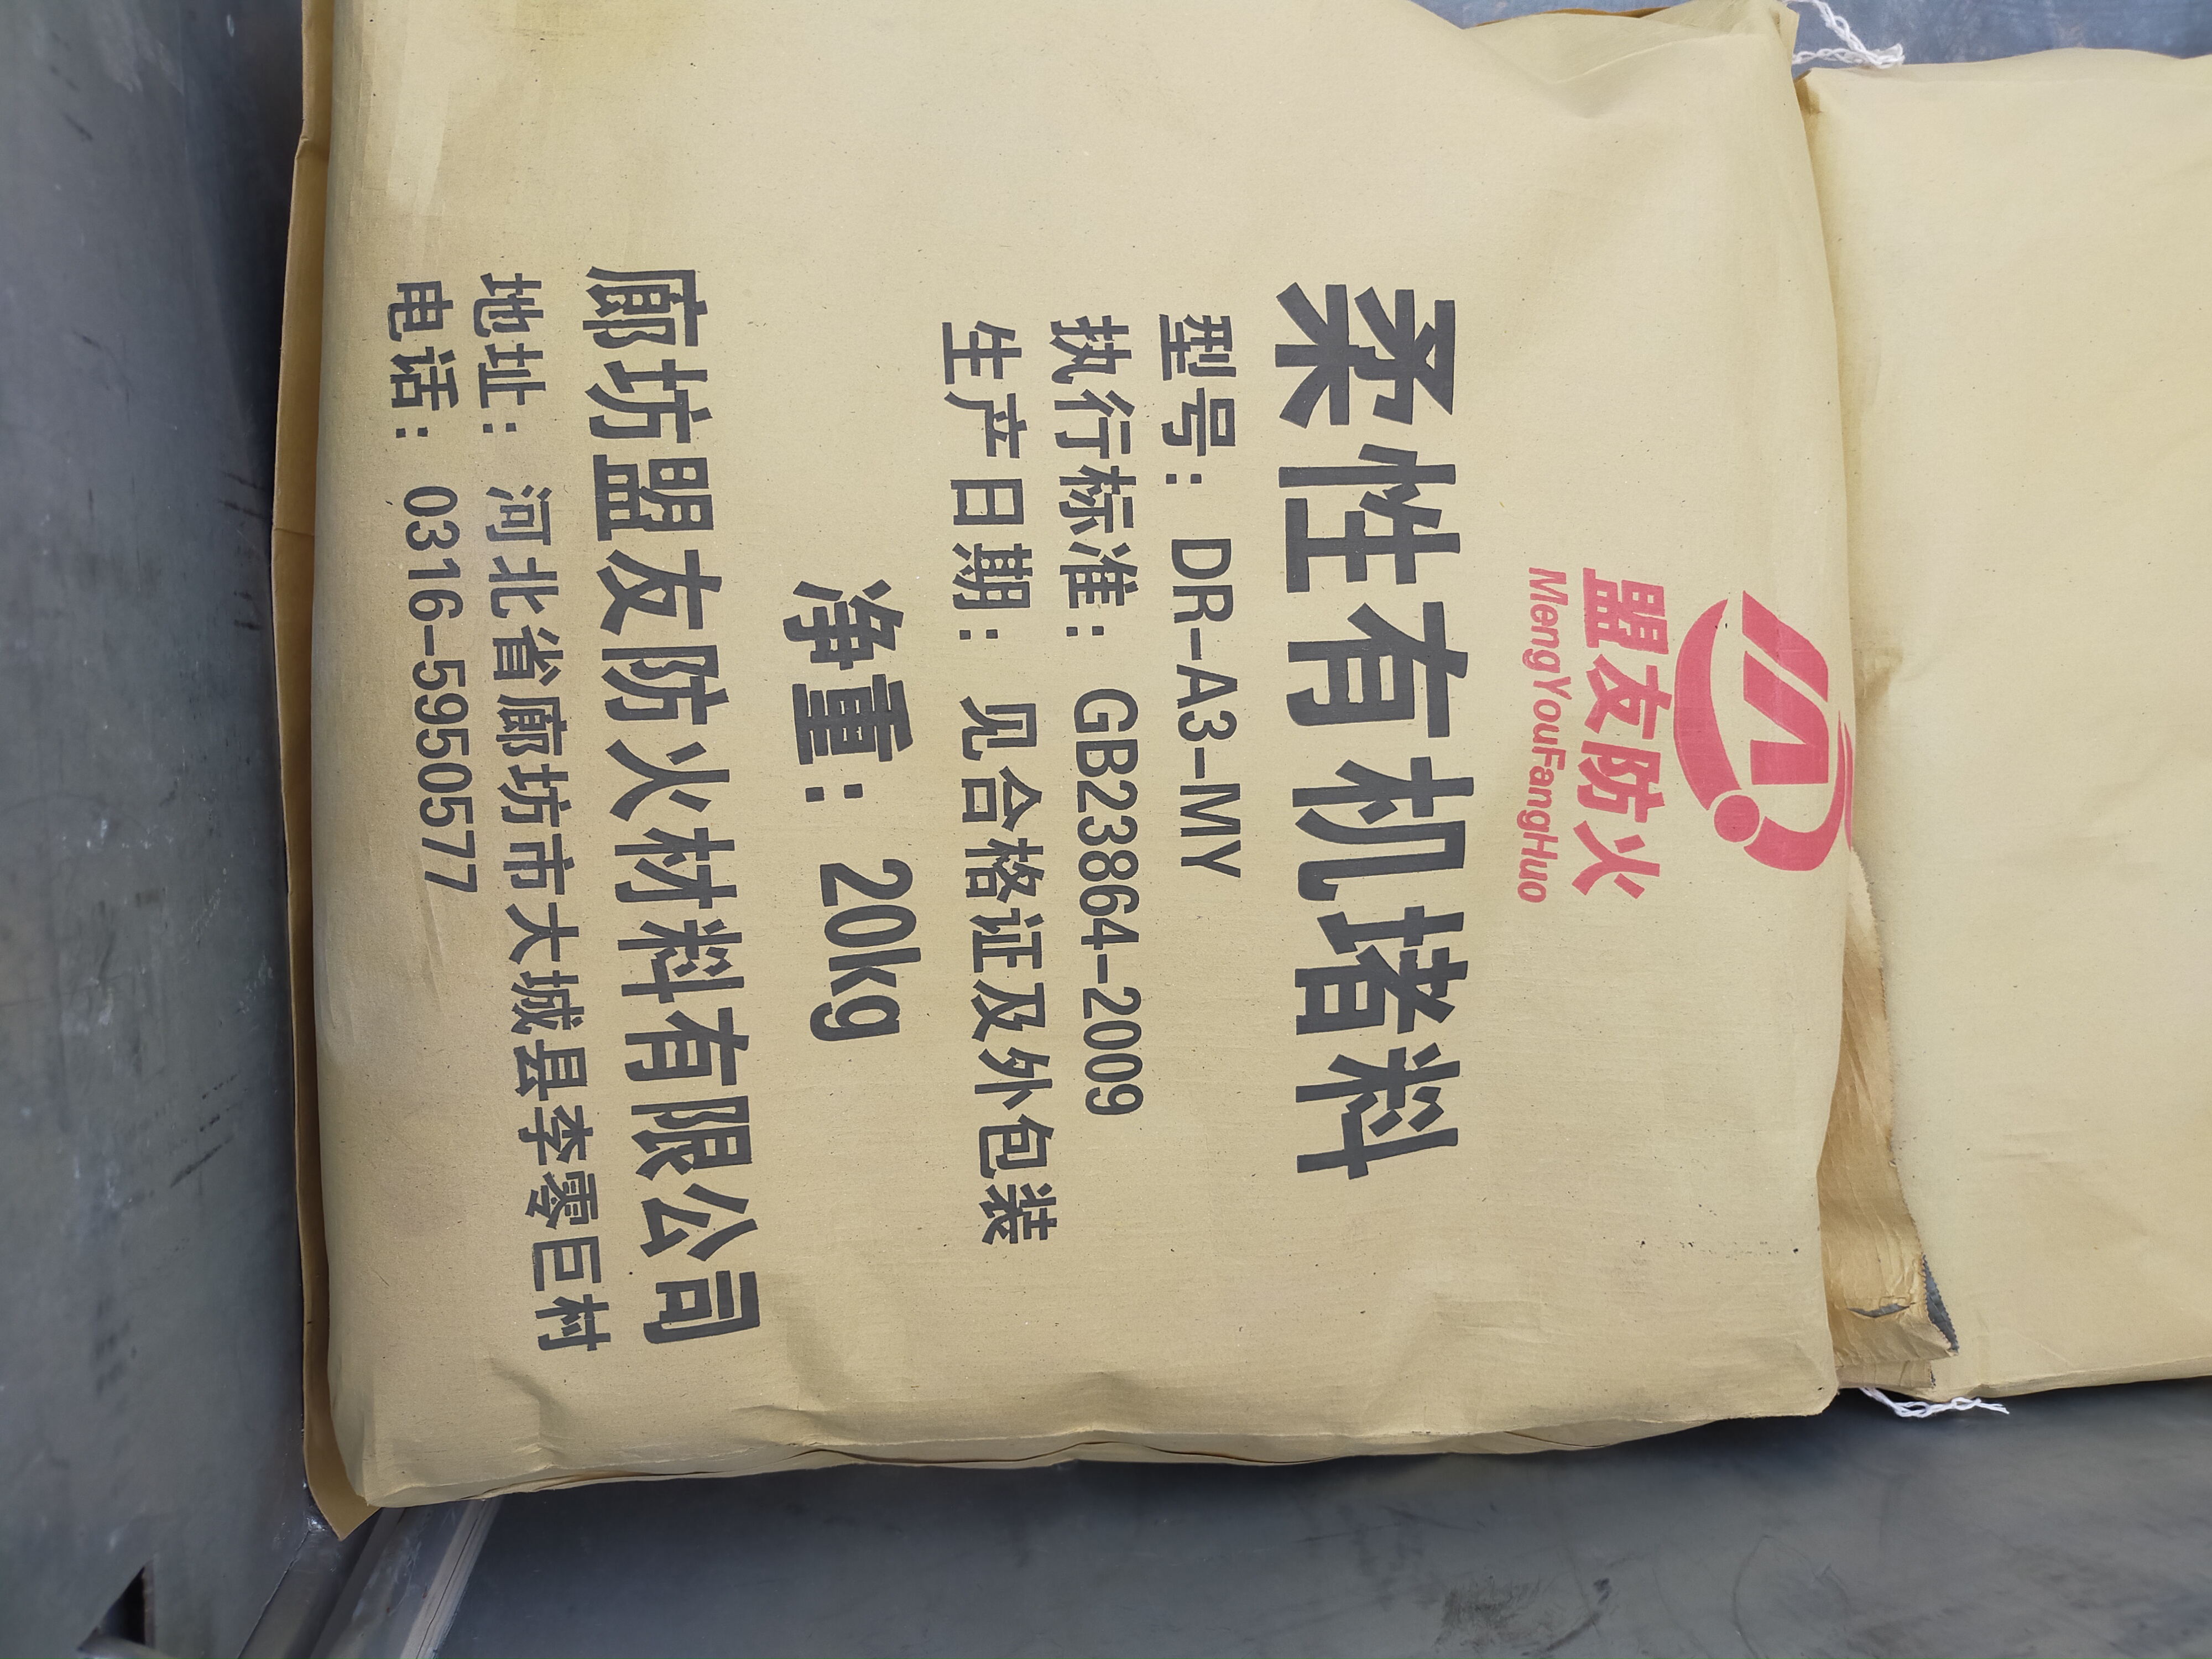 盟友防火
MengYouFangHuo
柔性有机堵料
型号: DR-A3-MY
执行标准: GB23864-2009
生产日期: 见合格证及外包装
净重: 20kg
廊坊盟友防火材料有限公司
地址: 河北省廊坊市大城县李零巨村
电话: 0316-5950577